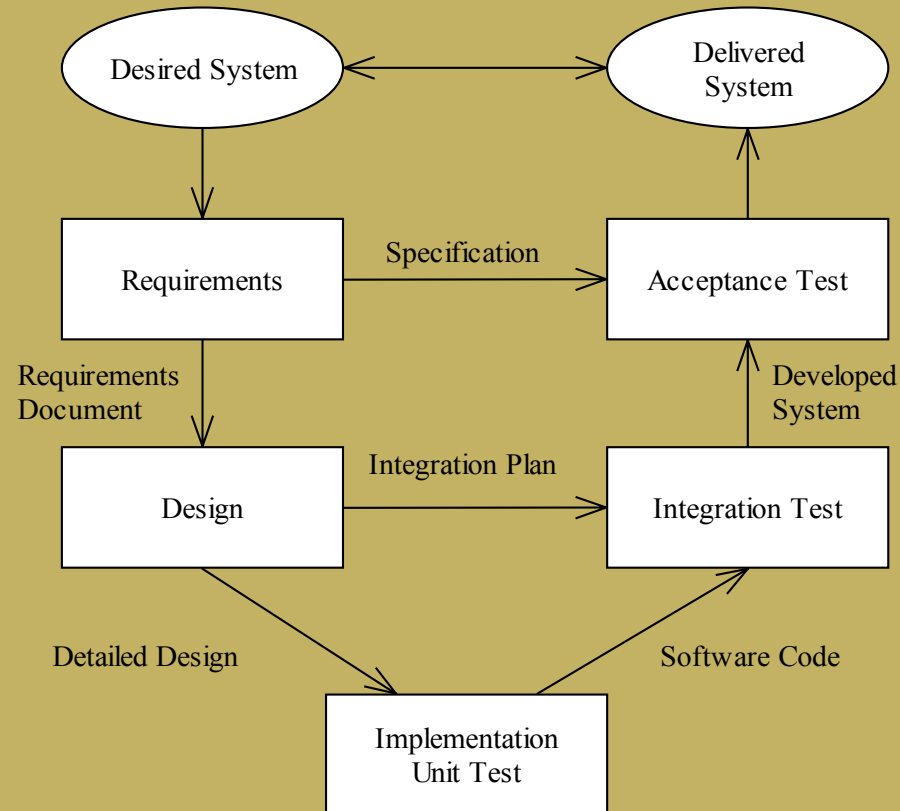 Desired System
Delivered
System
Specification
Requirements
Acceptance Test
Requirements
Document
Developed
System
Integration Plan
Design
Integration Test
Detailed Design
Software Code
Implementation
Unit Test